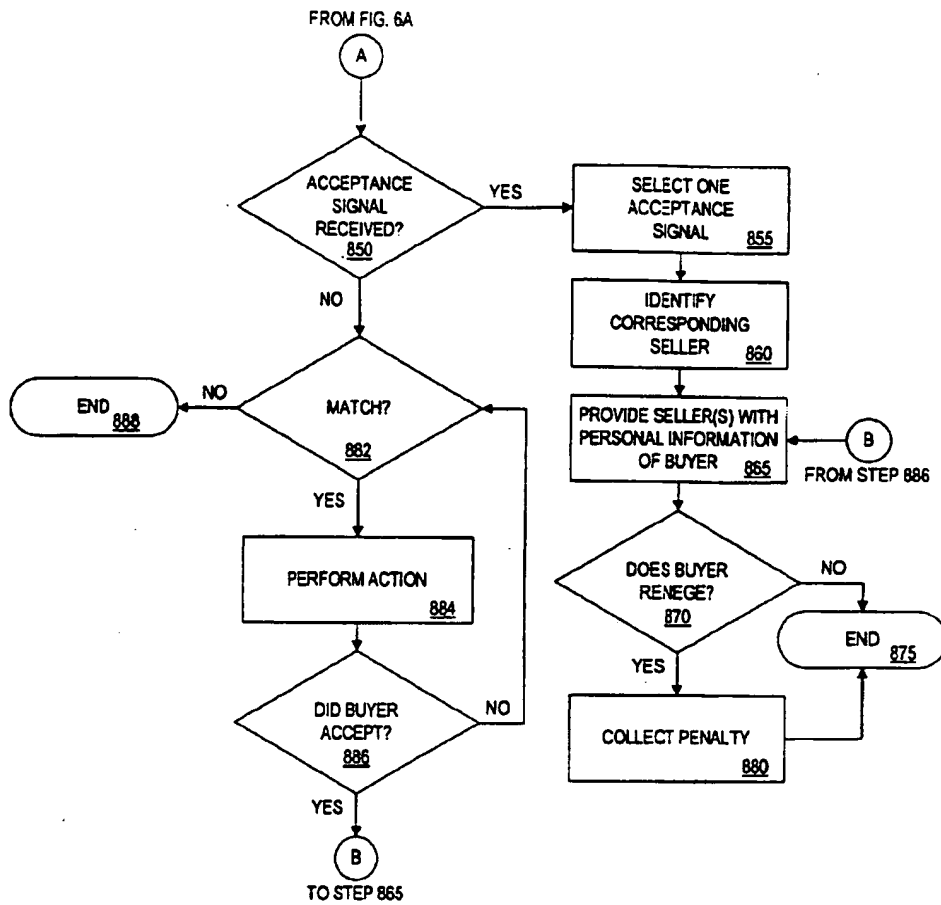 FROM FIG. 6A
A
ACCEPTANCE
SIGNAL
RECEIVED?
850
YES
NO
SELECT ONE
ACCEPTANCE
SIGNAL
855
IDENTIFY
CORRESPONDING
SELLER
860
PROVIDE SELLER(S) WITH
PERSONAL INFORMATION
OF BUYER
865
B
FROM STEP 886
MATCH?
882
NO
END
888
YES
PERFORM ACTION
884
DID BUYER
ACCEPT?
886
NO
YES
B
TO STEP 865
DOES BUYER
RENEGE?
870
NO
END
875
YES
COLLECT PENALTY
880